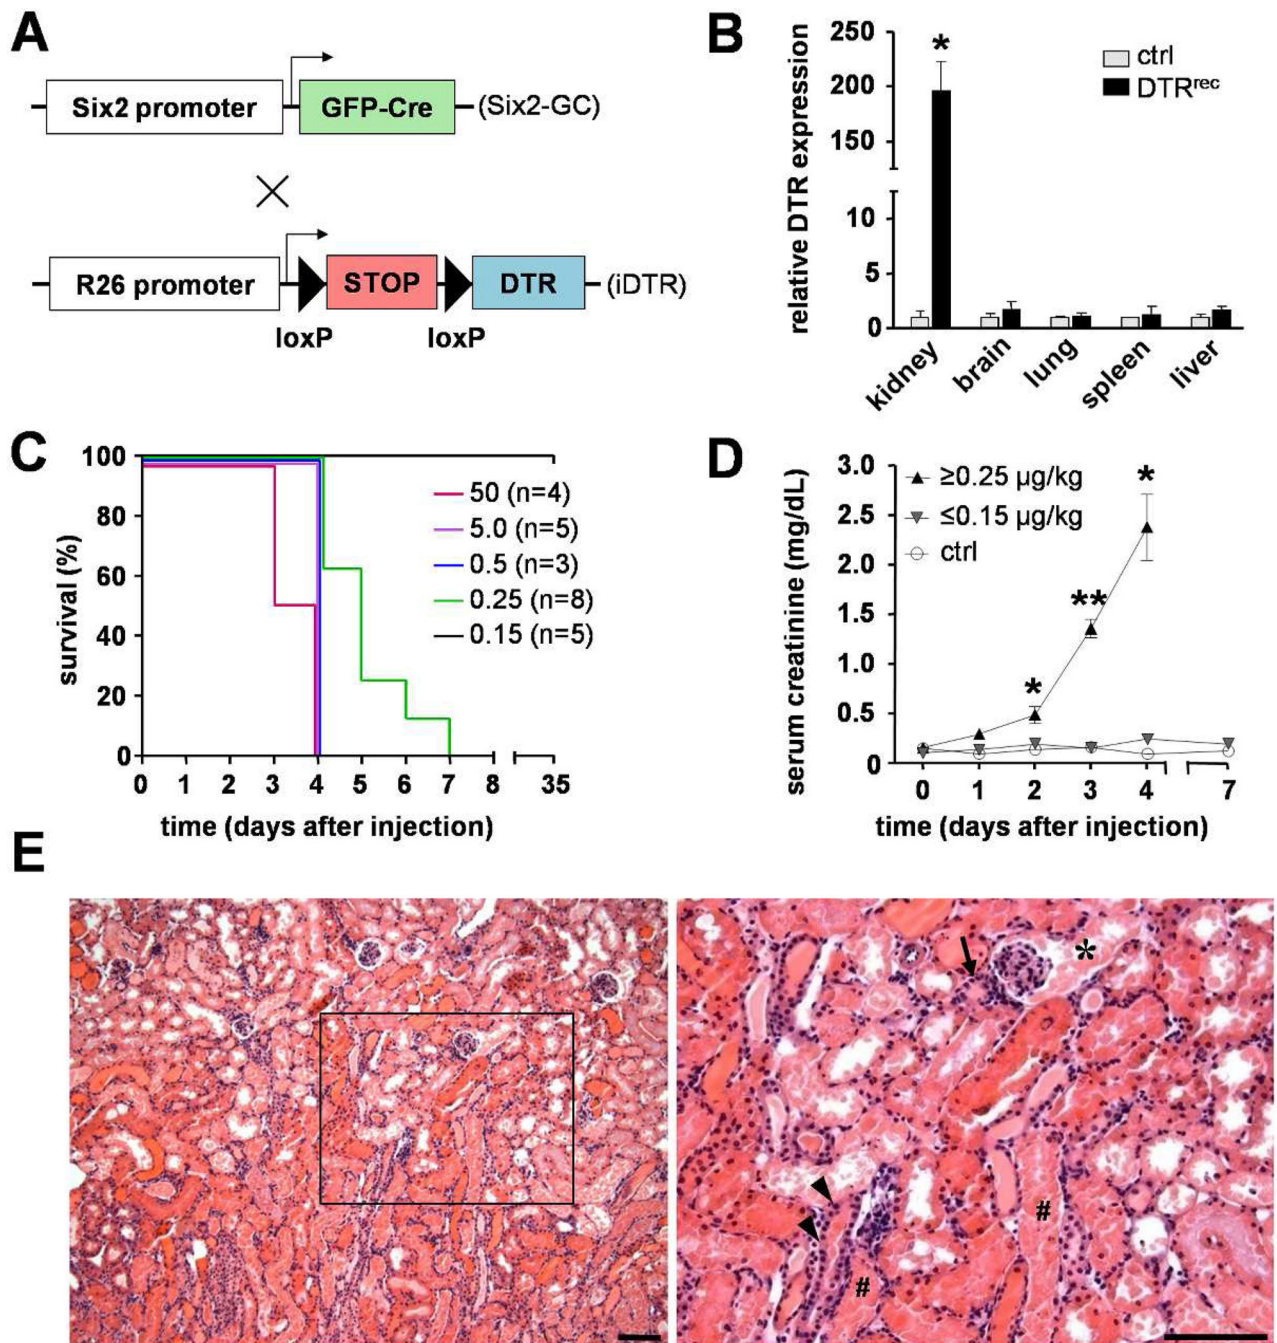 A
Six2 promoter
GFP-Cre
(Six2-GC)
R26 promoter
STOP
DTR
(iDTR)
loxP
loxP
B
relative DTR expression
250
200
150
10
5
0
*
ctrl
DTRrec
kidney
brain
lung
spleen
liver
C
survival (%)
100
80
60
40
20
0
50 (n=4)
5.0 (n=5)
0.5 (n=3)
0.25 (n=8)
0.15 (n=5)
0 1 2 3 4 5 6 7 8 35
time (days after injection)
D
serum creatinine (mg/dL)
3.0
2.5
2.0
1.5
1.0
0.5
0
≥0.25 µg/kg
≤0.15 µg/kg
ctrl
*
**
*
0 1 2 3 4 7
time (days after injection)
E
*
#
#